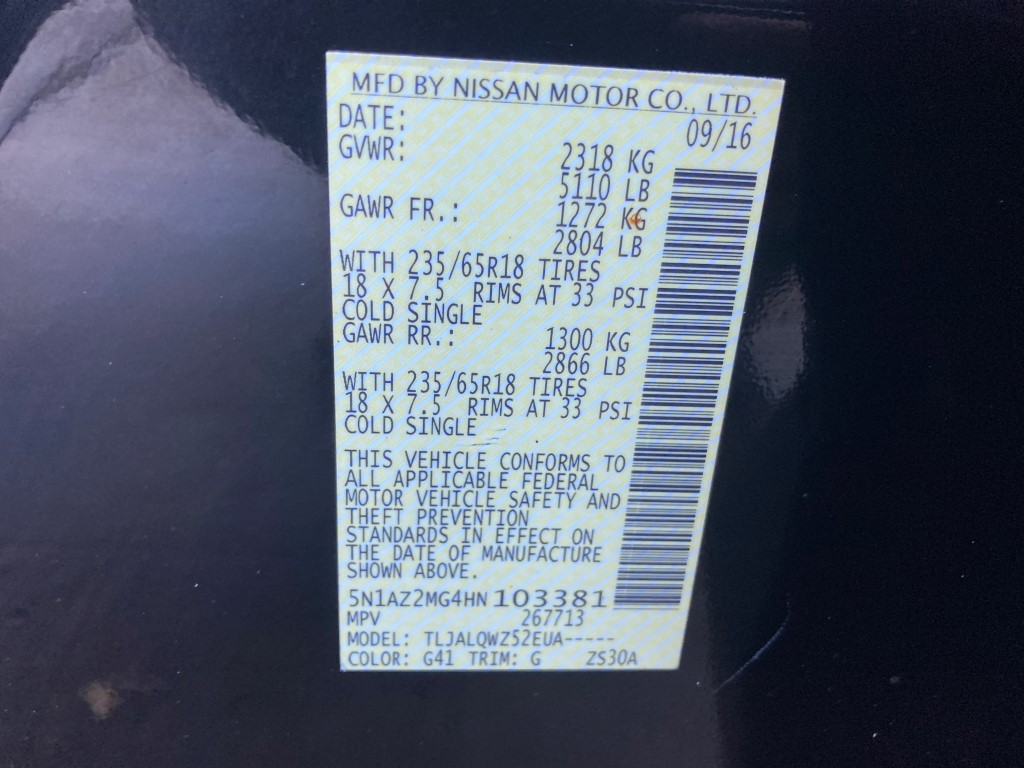 MFD BY NISSAN MOTOR CO., LTD.
DATE: 09/16
GVWR: 2318 KG
5110 LB
GAWR FR.: 1272 KG
2804 LB
WITH 235/65R18 TIRES
18 X 7.5 RIMS AT 33 PSI
COLD SINGLE
GAWR RR.: 1300 KG
2866 LB
WITH 235/65R18 TIRES
18 X 7.5 RIMS AT 33 PSI
COLD SINGLE
THIS VEHICLE CONFORMS TO
ALL APPLICABLE FEDERAL
MOTOR VEHICLE SAFETY AND
THEFT PREVENTION
STANDARDS IN EFFECT ON
THE DATE OF MANUFACTURE
SHOWN ABOVE.
5N1AZ2MG4HN103381
MPV 267713
MODEL: TLJALQWZ52EUA-----
COLOR: G41 TRIM: G ZS30A